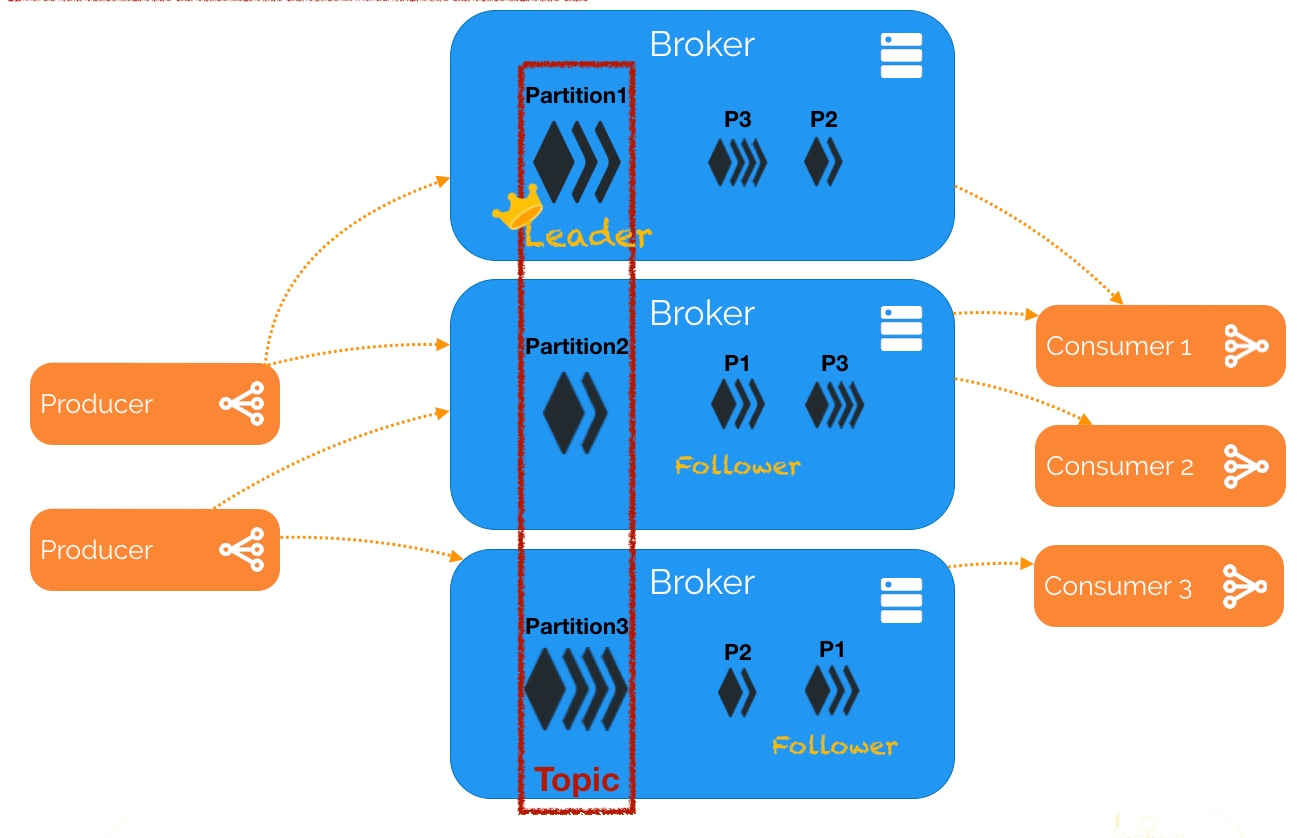 Broker
Partition1
P3
P2
Leader
Broker
Partition2
P1
P3
Follower
Broker
Partition3
P2
P1
Follower
Topic
Producer
Producer
Consumer 1
Consumer 2
Consumer 3